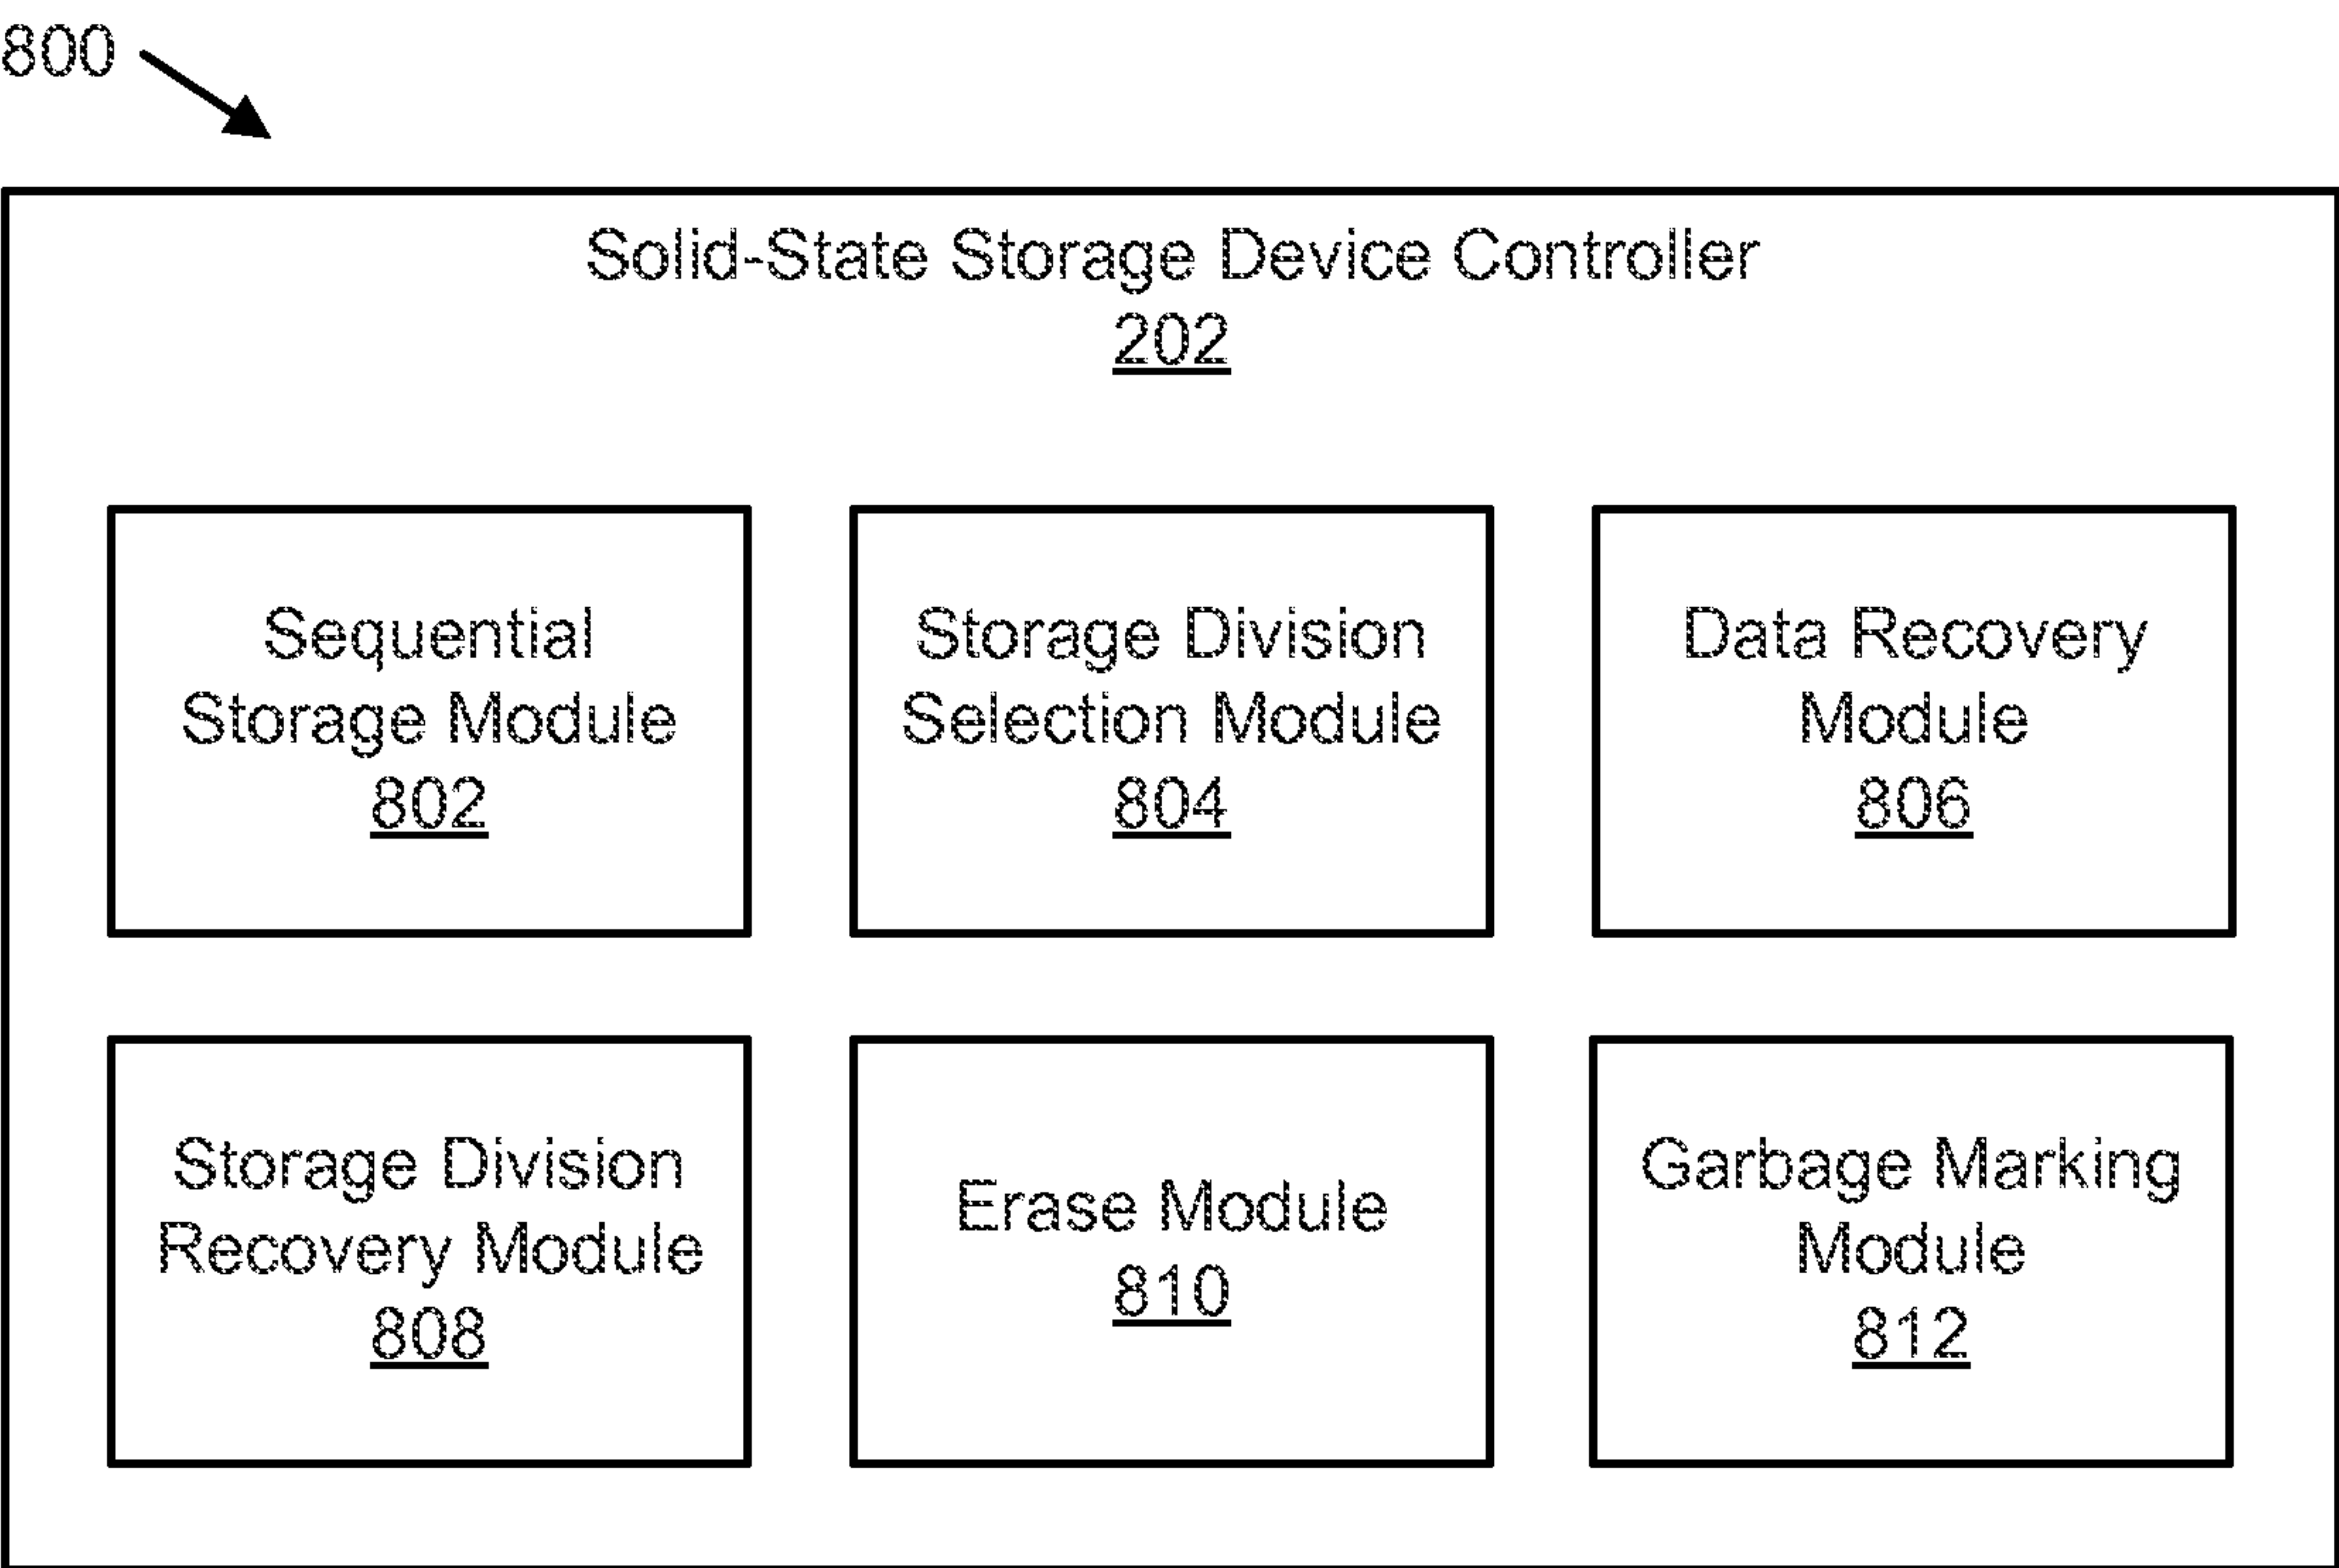 800
Solid-State Storage Device Controller
202
Sequential
Storage Module
802
Storage Division
Selection Module
804
Data Recovery
Module
806
Storage Division
Recovery Module
808
Erase Module
810
Garbage Marking
Module
812